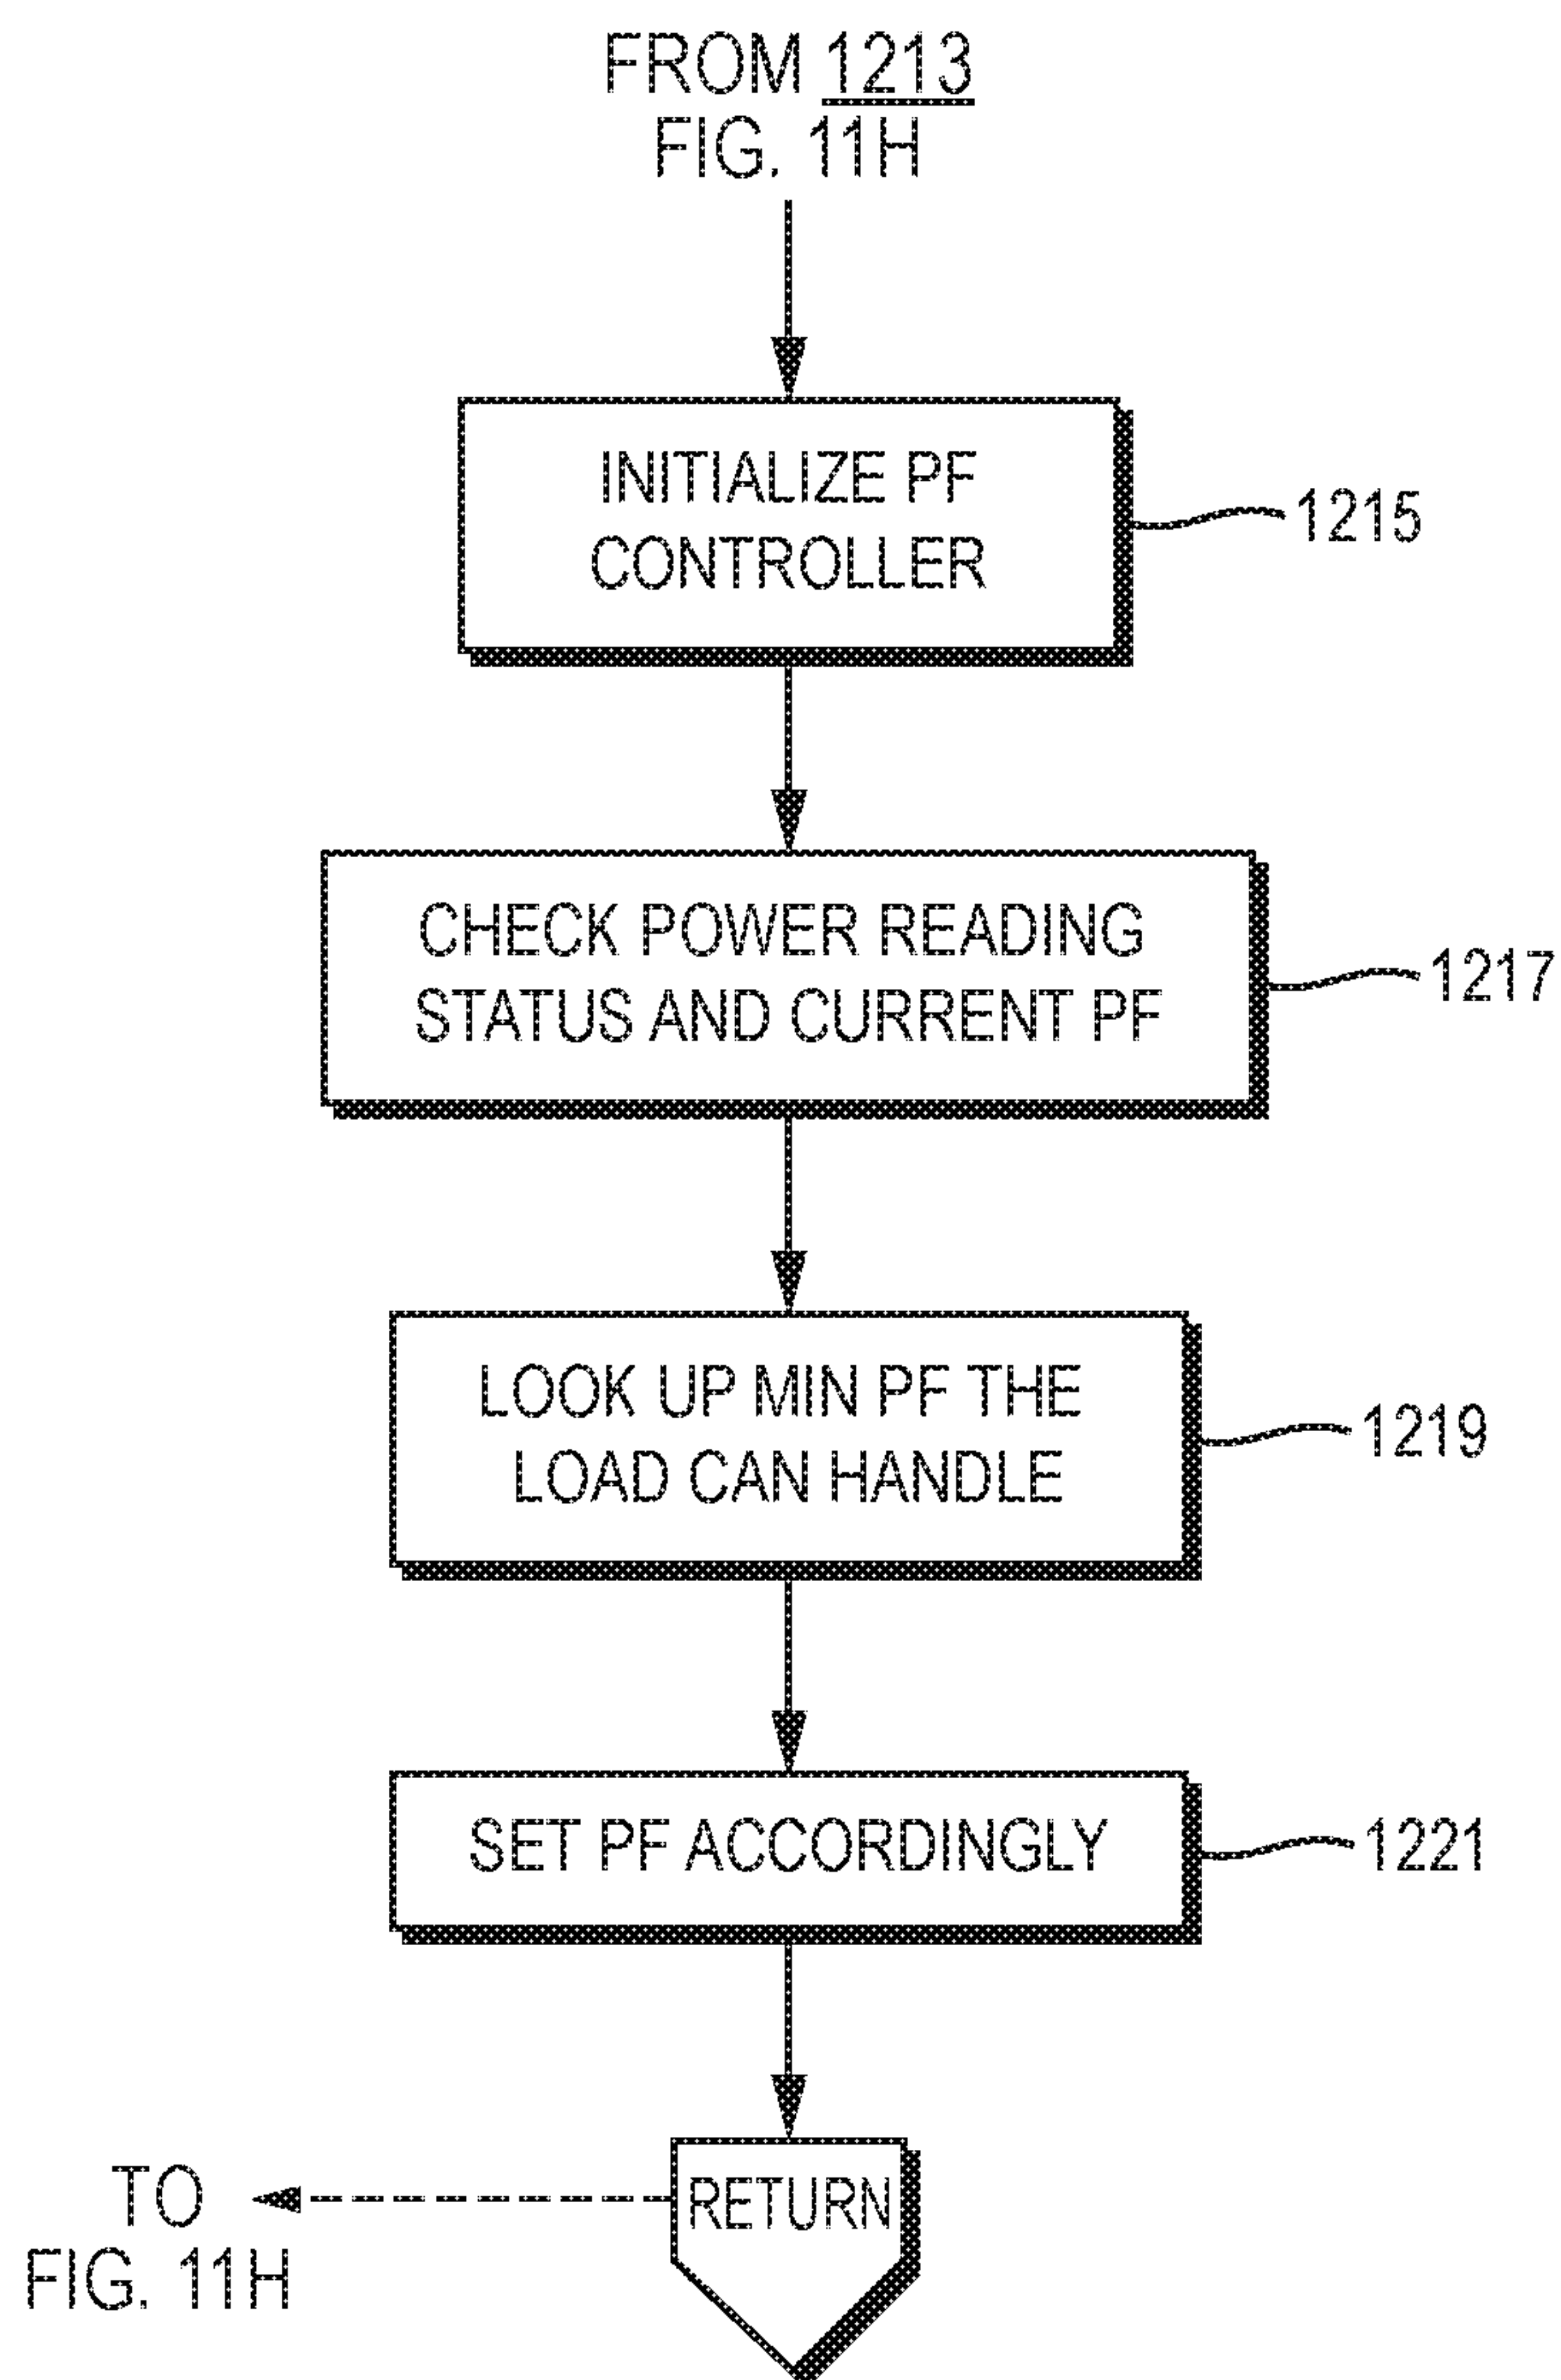 FROM 1213
FIG. 11H
INITIALIZE PF
CONTROLLER
1215
CHECK POWER READING
STATUS AND CURRENT PF
1217
LOOK UP MIN PF THE
LOAD CAN HANDLE
1219
SET PF ACCORDINGLY
1221
RETURN
TO
FIG. 11H